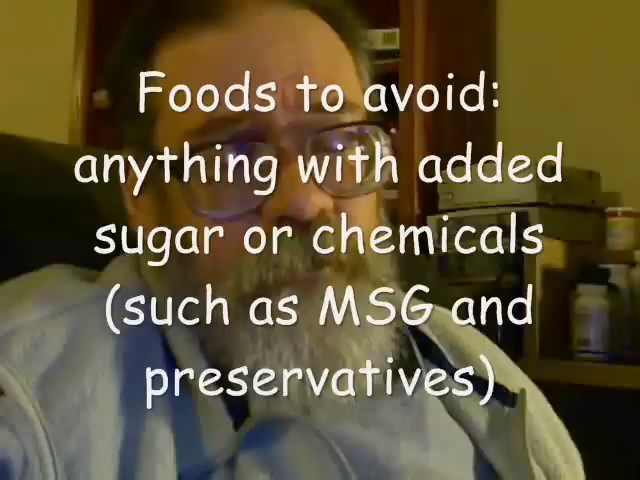 Foods to avoid:
anything with added
sugar or chemicals
(such as MSG and
preservatives)